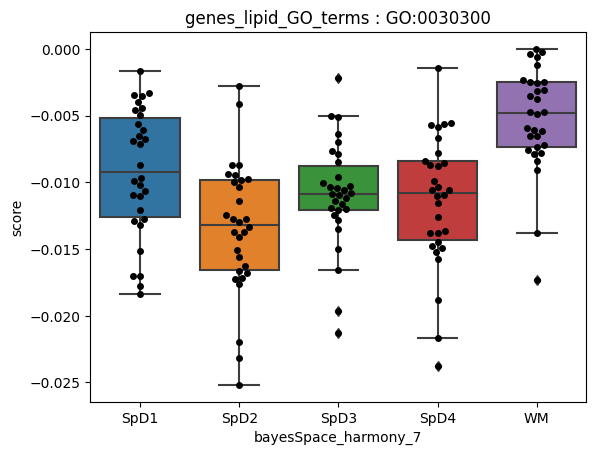 genes_lipid_GO_terms : GO:0030300
0.000
−0.005
−0.010
−0.015
−0.020
−0.025
score
SpD1 SpD2 SpD3 SpD4 WM
bayesSpace_harmony_7